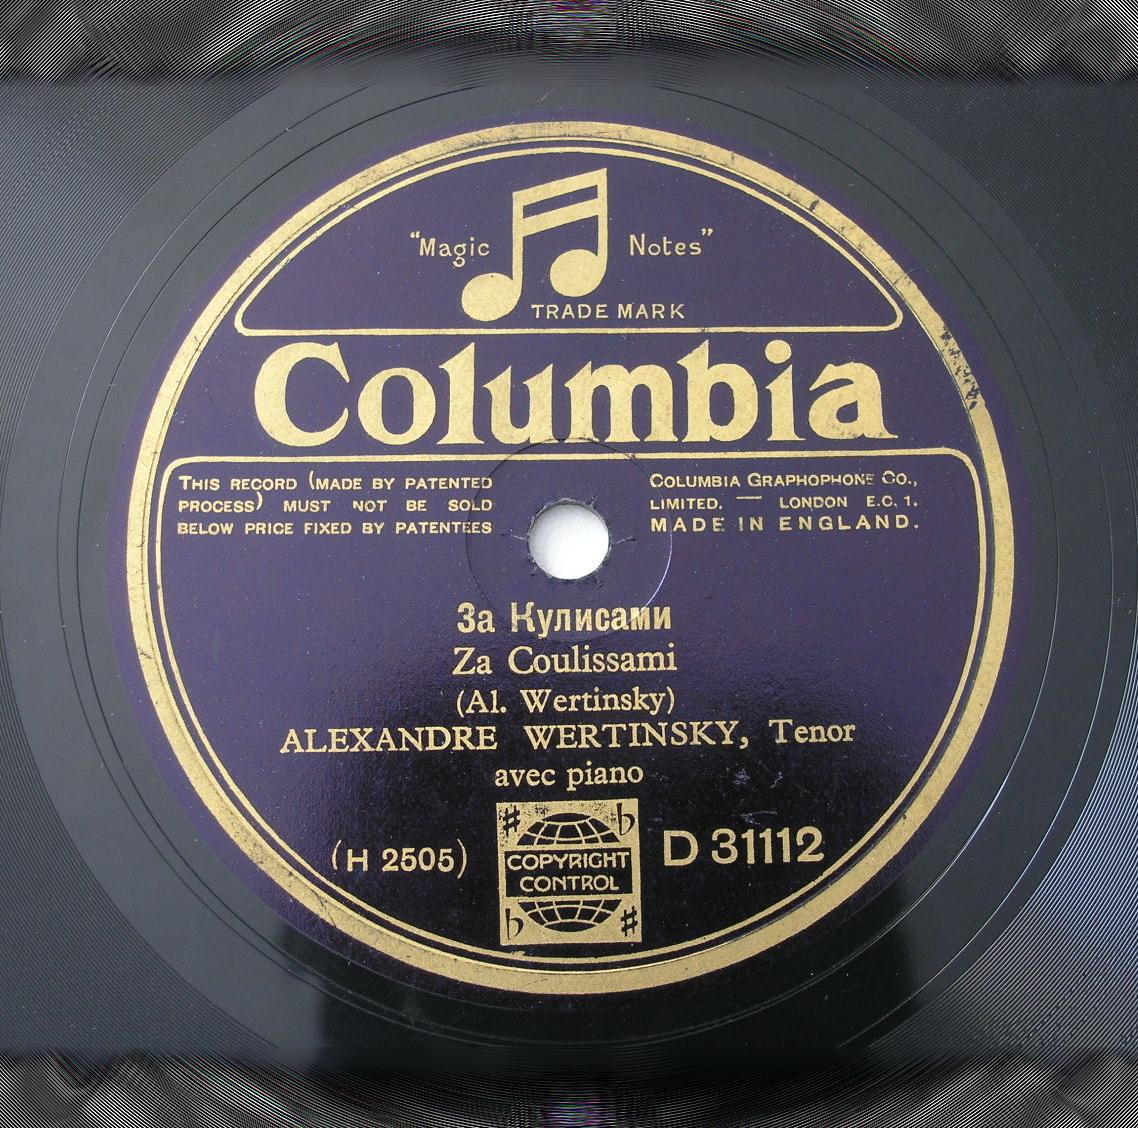 “Magic Notes”
TRADE MARK
Columbia
THIS RECORD (MADE BY PATENTED
PROCESS) MUST NOT BE SOLD
BELOW PRICE FIXED BY PATENTEES
COLUMBIA GRAPHOPHONE CO.,
LIMITED. — LONDON E.C.1.
MADE IN ENGLAND.
За Кулисами
Za Coulissami
(Al. Wertinsky)
ALEXANDRE WERTINSKY, Tenor
avec piano
(H 2505)
♯ ♭
COPYRIGHT
CONTROL
♭ ♯
D 31112